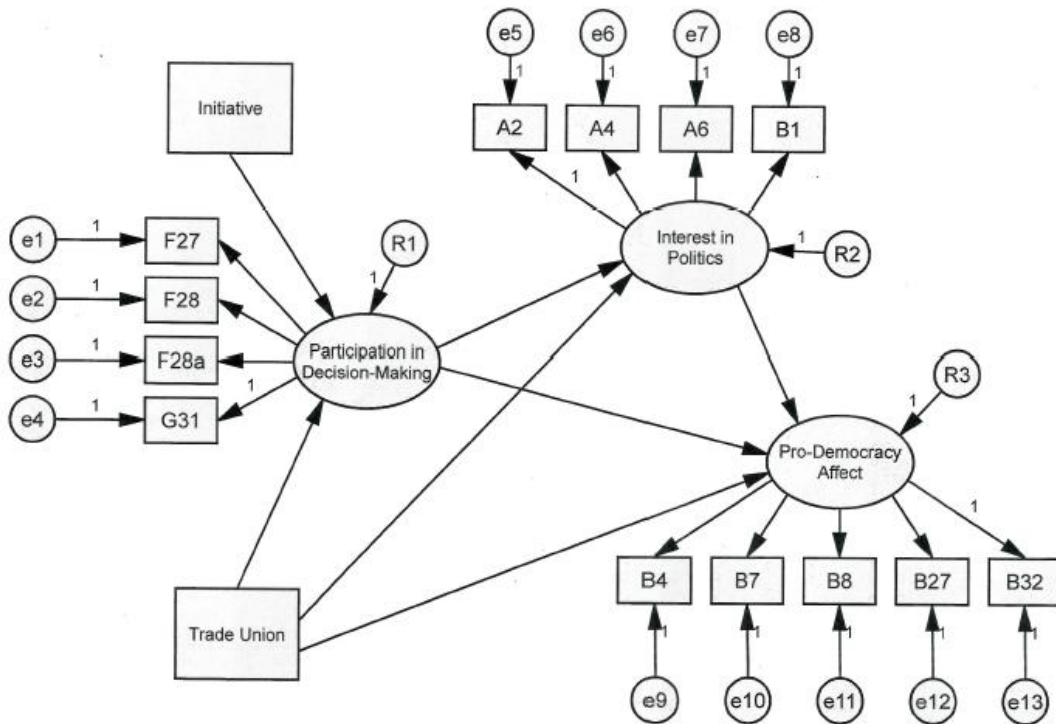 e5
e6
e7
e8
1
1
1
1
Initiative
A2
A4
A6
B1
1
e1
1
F27
R1
1
Interest in
Politics
1
R2
e2
1
F28
e3
1
F28a
Participation in
Decision-Making
1
e4
1
G31
R3
1
Pro-Democracy
Affect
1
Trade Union
B4
B7
B8
B27
B32
1
1
1
1
1
e9
e10
e11
e12
e13